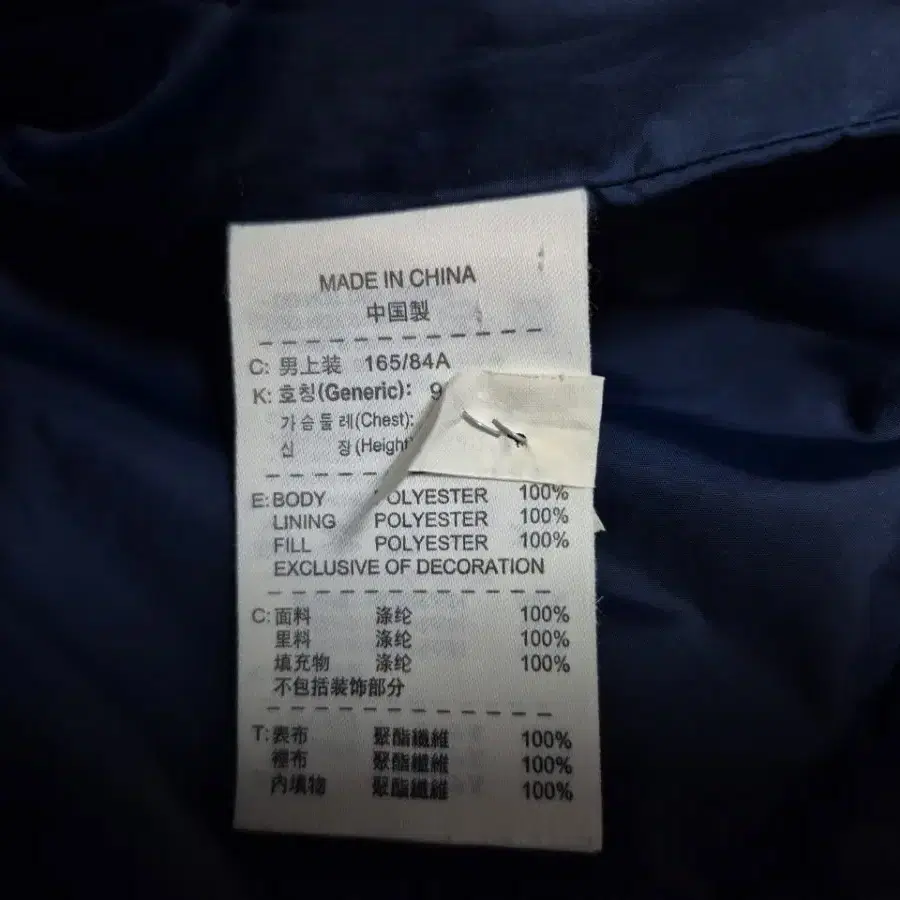 MADE IN CHINA
中国製
C: 男上装 165/84A
K: 호칭(Generic): 9
가슴둘레(Chest):
신 장(Height
E: BODY POLYESTER 100%
LINING POLYESTER 100%
FILL POLYESTER 100%
EXCLUSIVE OF DECORATION
C: 面料 涤纶 100%
里料 涤纶 100%
填充物 涤纶 100%
不包括装饰部分
T: 表布 聚酯纖維 100%
裡布 聚酯纖維 100%
內填物 聚酯纖維 100%